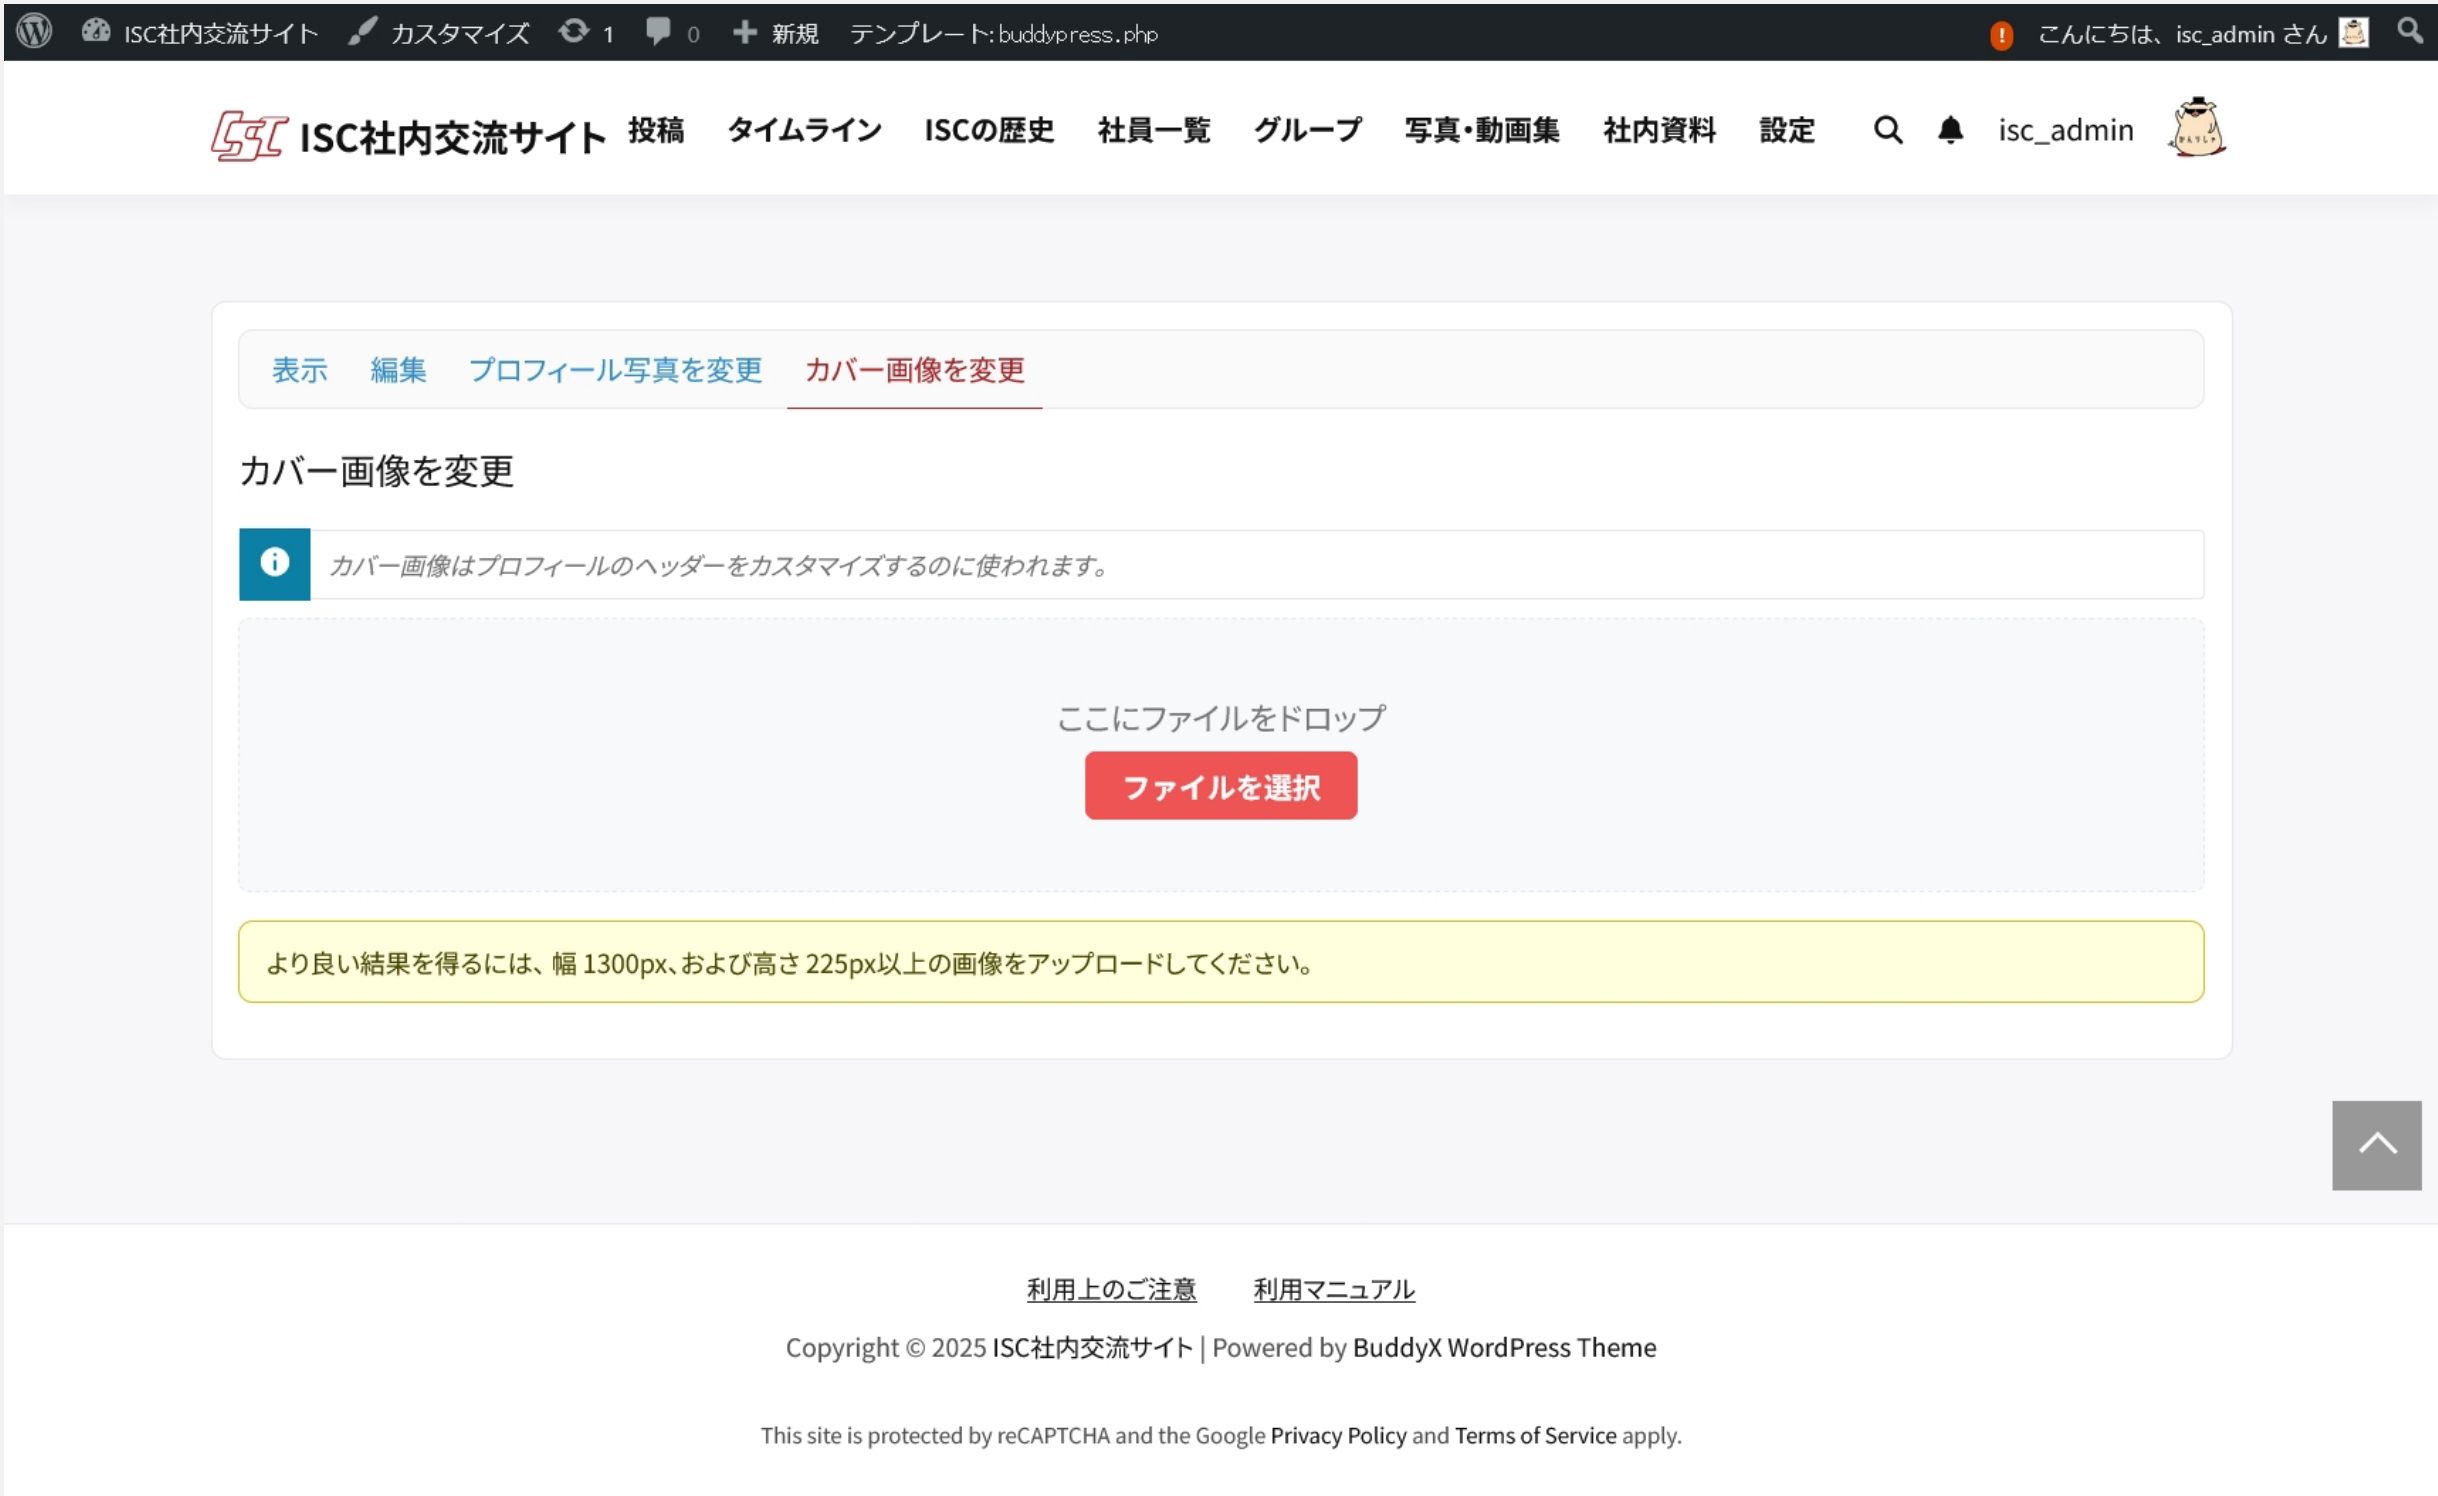 ISC社内交流サイト カスタマイズ 1 0 新規 テンプレート: buddypress.php こんにちは、isc_admin さん
ISC社内交流サイト 投稿 タイムライン ISCの歴史 社員一覧 グループ 写真・動画集 社内資料 設定 isc_admin
表示 編集 プロフィール写真を変更 カバー画像を変更
カバー画像を変更
カバー画像はプロフィールのヘッダーをカスタマイズするのに使われます。
ここにファイルをドロップ
ファイルを選択
より良い結果を得るには、幅 1300px、および高さ 225px以上の画像をアップロードしてください。
利用上のご注意 利用マニュアル
Copyright © 2025 ISC社内交流サイト | Powered by BuddyX WordPress Theme
This site is protected by reCAPTCHA and the Google Privacy Policy and Terms of Service apply.